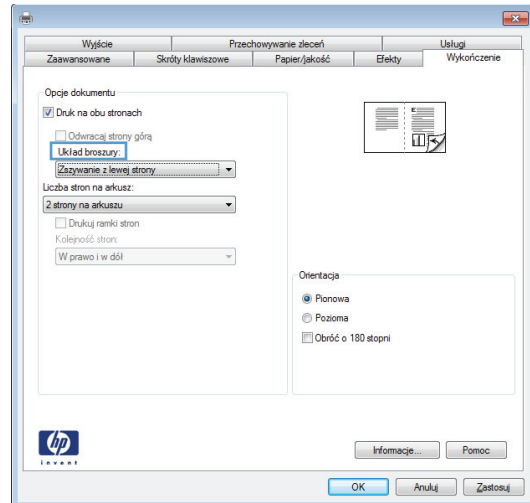 Wyjście Przechowywanie zleceń Usługi
Zaawansowane Skróty klawiszowe Papier/jakość Efekty Wykończenie
Opcje dokumentu
Druk na obu stronach
Odwracaj strony górą
Układ broszury:
Zszywanie z lewej strony
Liczba stron na arkusz:
2 strony na arkuszu
Drukuj ramki stron
Kolejność stron:
W prawo i w dół
Orientacja
Pionowa
Pozioma
Obróć o 180 stopni
hp
invent
Informacje... Pomoc
OK Anuluj Zastosuj